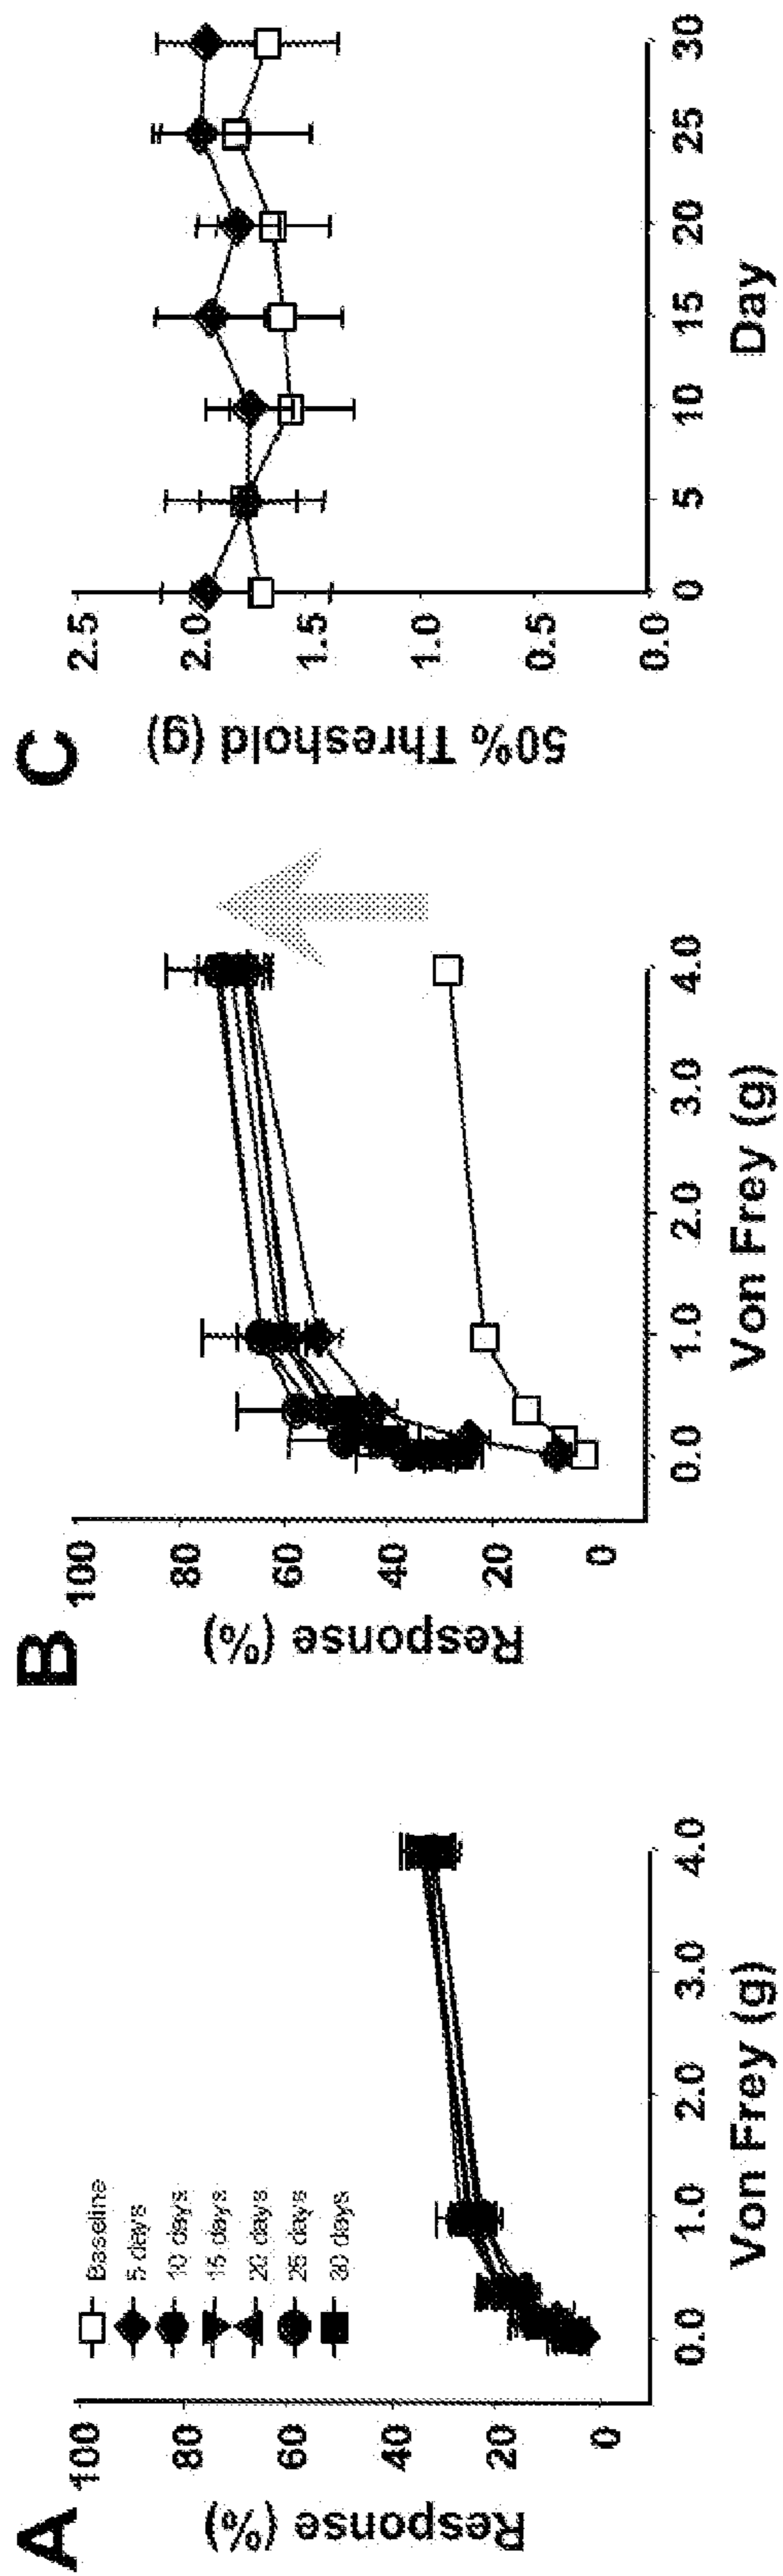 A
Response (%)
100
80
60
40
20
0
Baseline
5 days
10 days
15 days
20 days
25 days
30 days
0.0 1.0 2.0 3.0 4.0
Von Frey (g)
B
Response (%)
100
80
60
40
20
0
0.0 1.0 2.0 3.0 4.0
Von Frey (g)
C
50% Threshold (g)
2.5
2.0
1.5
1.0
0.5
0.0
0 5 10 15 20 25 30
Day